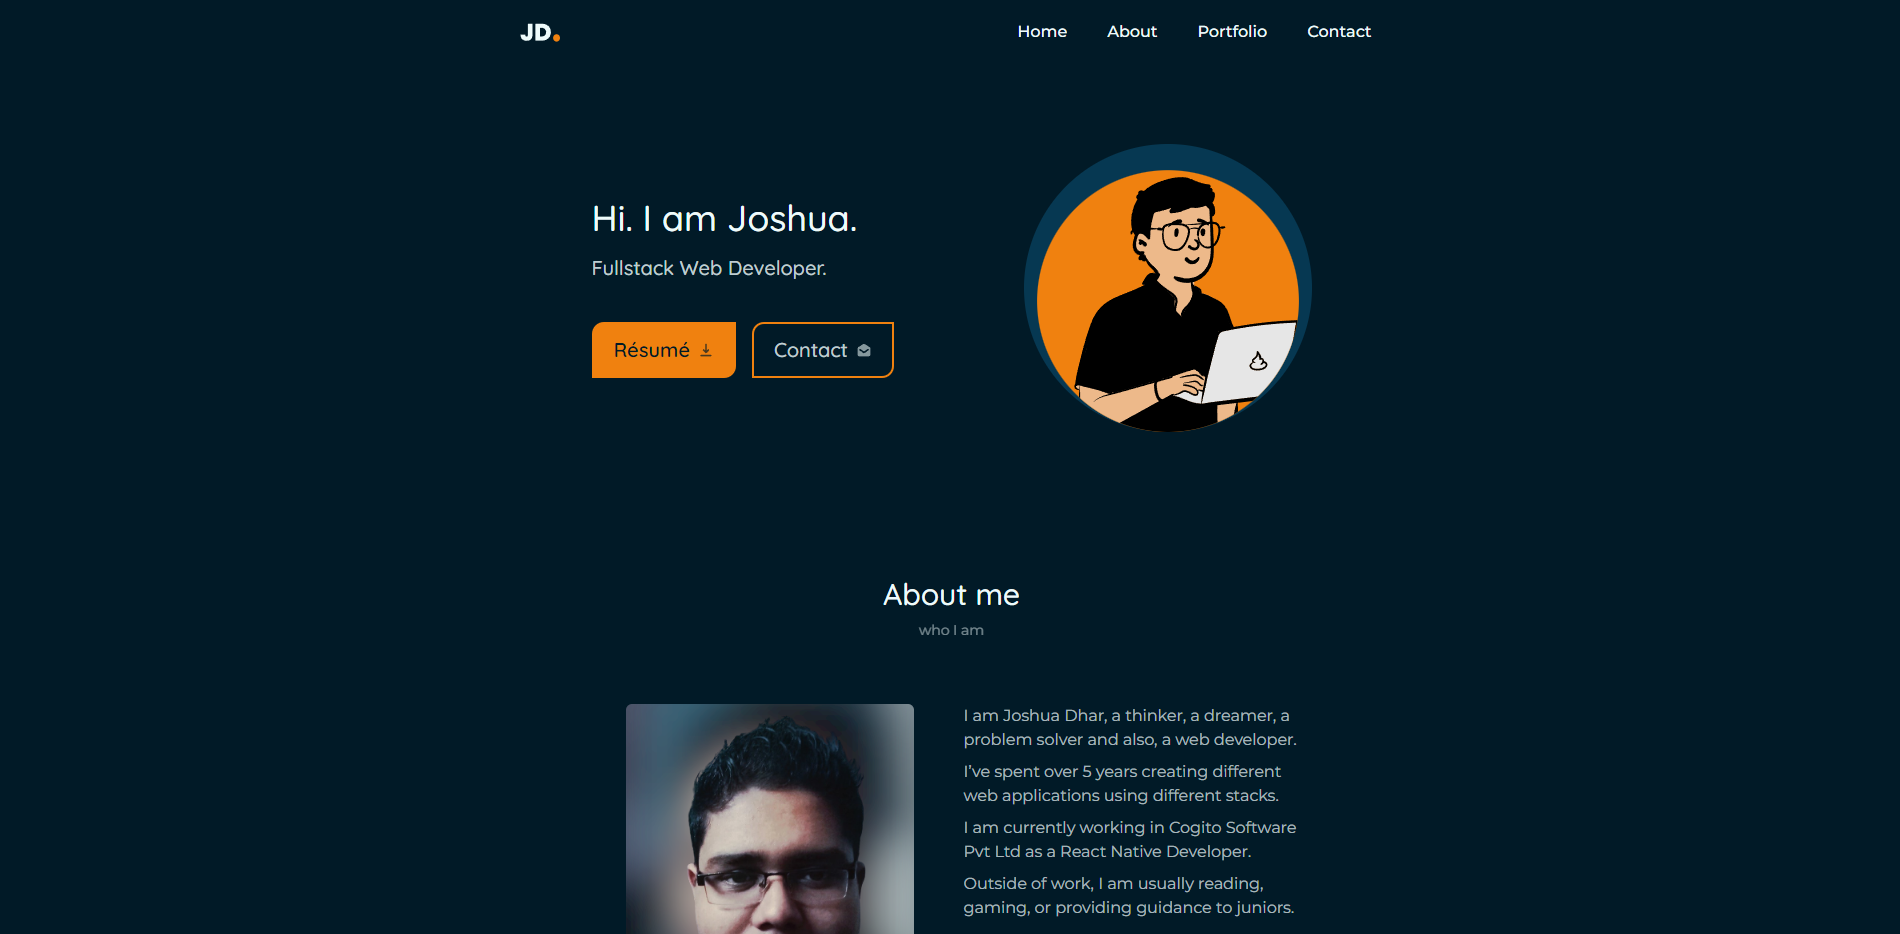 JD.
Home
About
Portfolio
Contact
Hi. I am Joshua.
Fullstack Web Developer.
Résumé
Contact
About me
who I am
I am Joshua Dhar, a thinker, a dreamer, a
problem solver and also, a web developer.
I’ve spent over 5 years creating different
web applications using different stacks.
I am currently working in Cogito Software
Pvt Ltd as a React Native Developer.
Outside of work, I am usually reading,
gaming, or providing guidance to juniors.